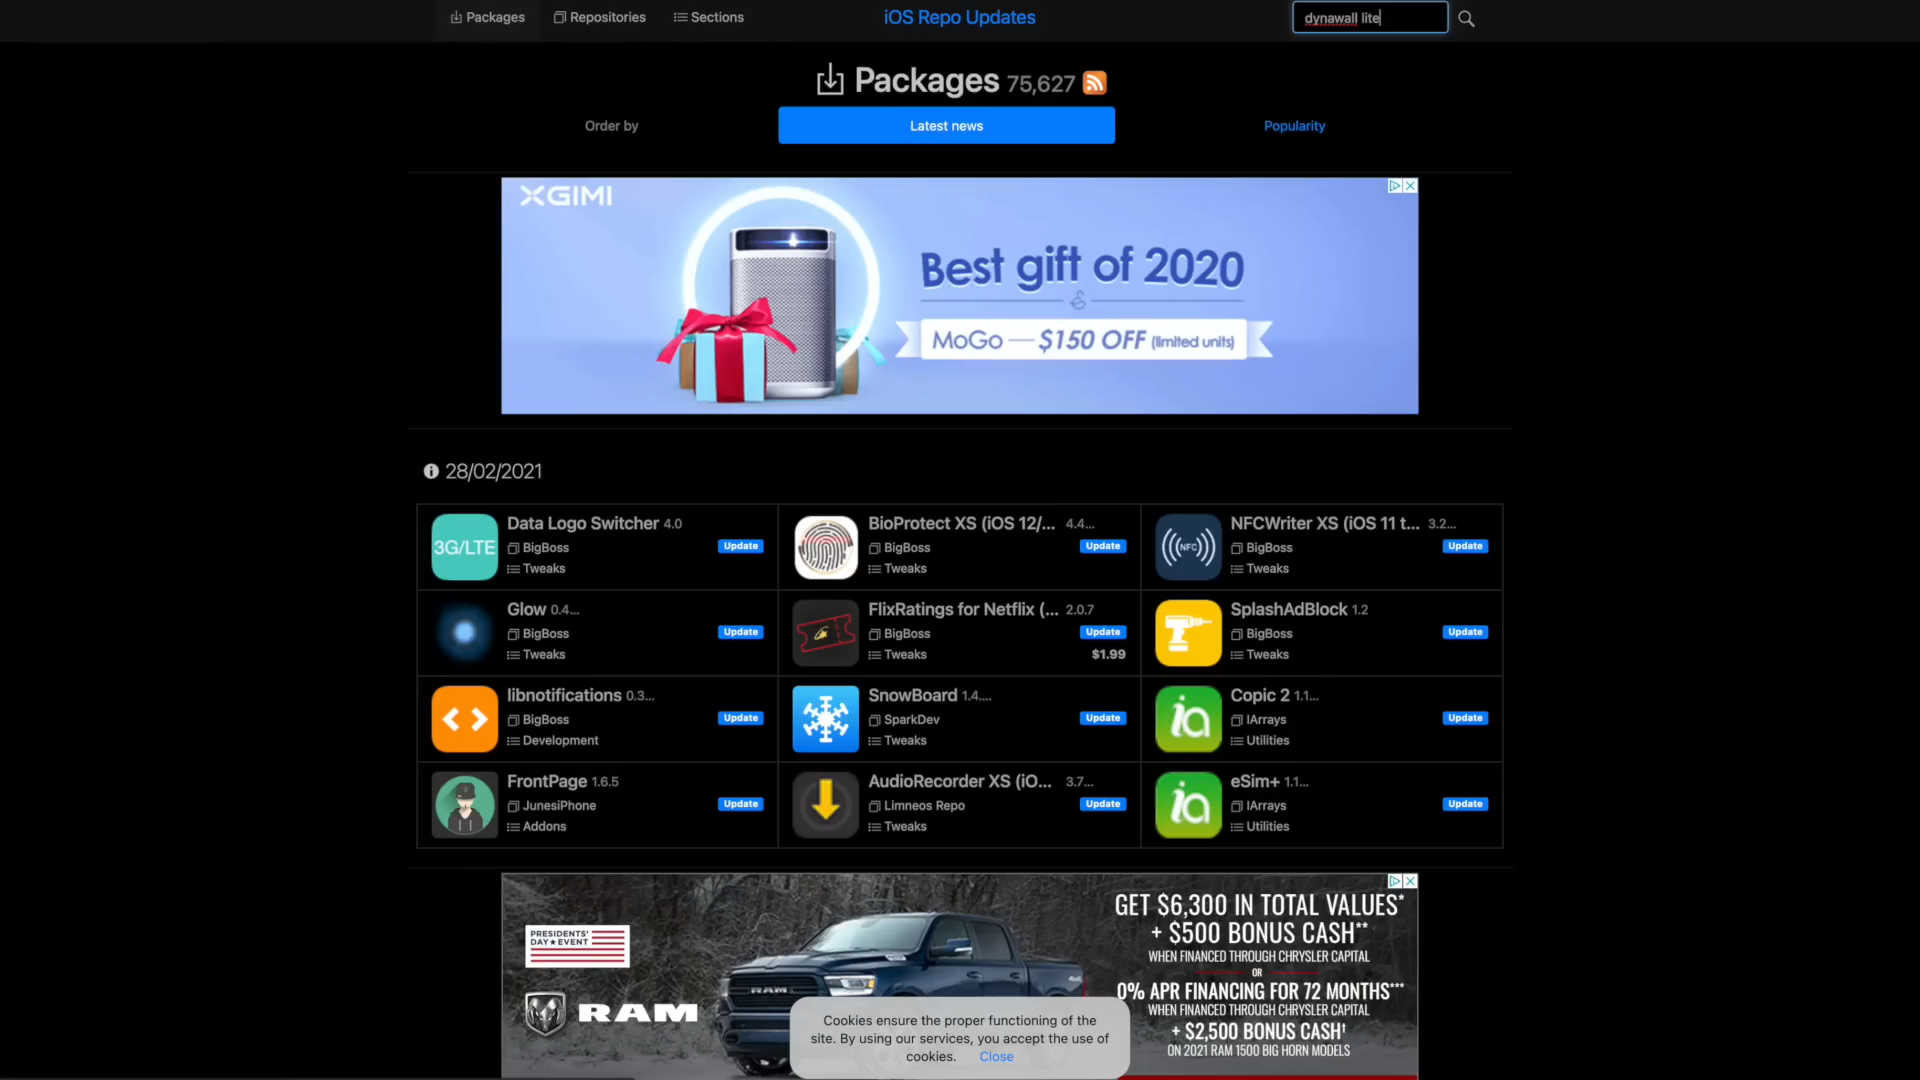 Packages
Repositories
Sections
iOS Repo Updates
dynawall lite
Packages 75,627
Order by
Latest news
Popularity
XGIMI
Best gift of 2020
MoGo — $150 OFF (limited units)
28/02/2021
3G/LTE
Data Logo Switcher 4.0
BigBoss
Update
Tweaks
BioProtect XS (iOS 12/... 4.4...
BigBoss
Update
Tweaks
NFC
NFCWriter XS (iOS 11 t... 3.2...
BigBoss
Update
Tweaks
Glow 0.4...
BigBoss
Update
Tweaks
FlixRatings for Netflix (... 2.0.7
BigBoss
Update
Tweaks
$1.99
SplashAdBlock 1.2
BigBoss
Update
Tweaks
libnotifications 0.3...
BigBoss
Update
Development
SnowBoard 1.4....
SparkDev
Update
Tweaks
ia
Copic 2 1.1...
IArrays
Update
Utilities
FrontPage 1.6.5
JunesiPhone
Update
Addons
AudioRecorder XS (iO... 3.7...
Limneos Repo
Update
Tweaks
ia
eSim+ 1.1...
IArrays
Update
Utilities
PRESIDENTS'
DAY★EVENT
RAM
RAM
GET $6,300 IN TOTAL VALUES*
+ $500 BONUS CASH**
WHEN FINANCED THROUGH CHRYSLER CAPITAL
OR
0% APR FINANCING FOR 72 MONTHS***
WHEN FINANCED THROUGH CHRYSLER CAPITAL
+ $2,500 BONUS CASH†
ON 2021 RAM 1500 BIG HORN MODELS
Cookies ensure the proper functioning of the
site. By using our services, you accept the use of
cookies. Close